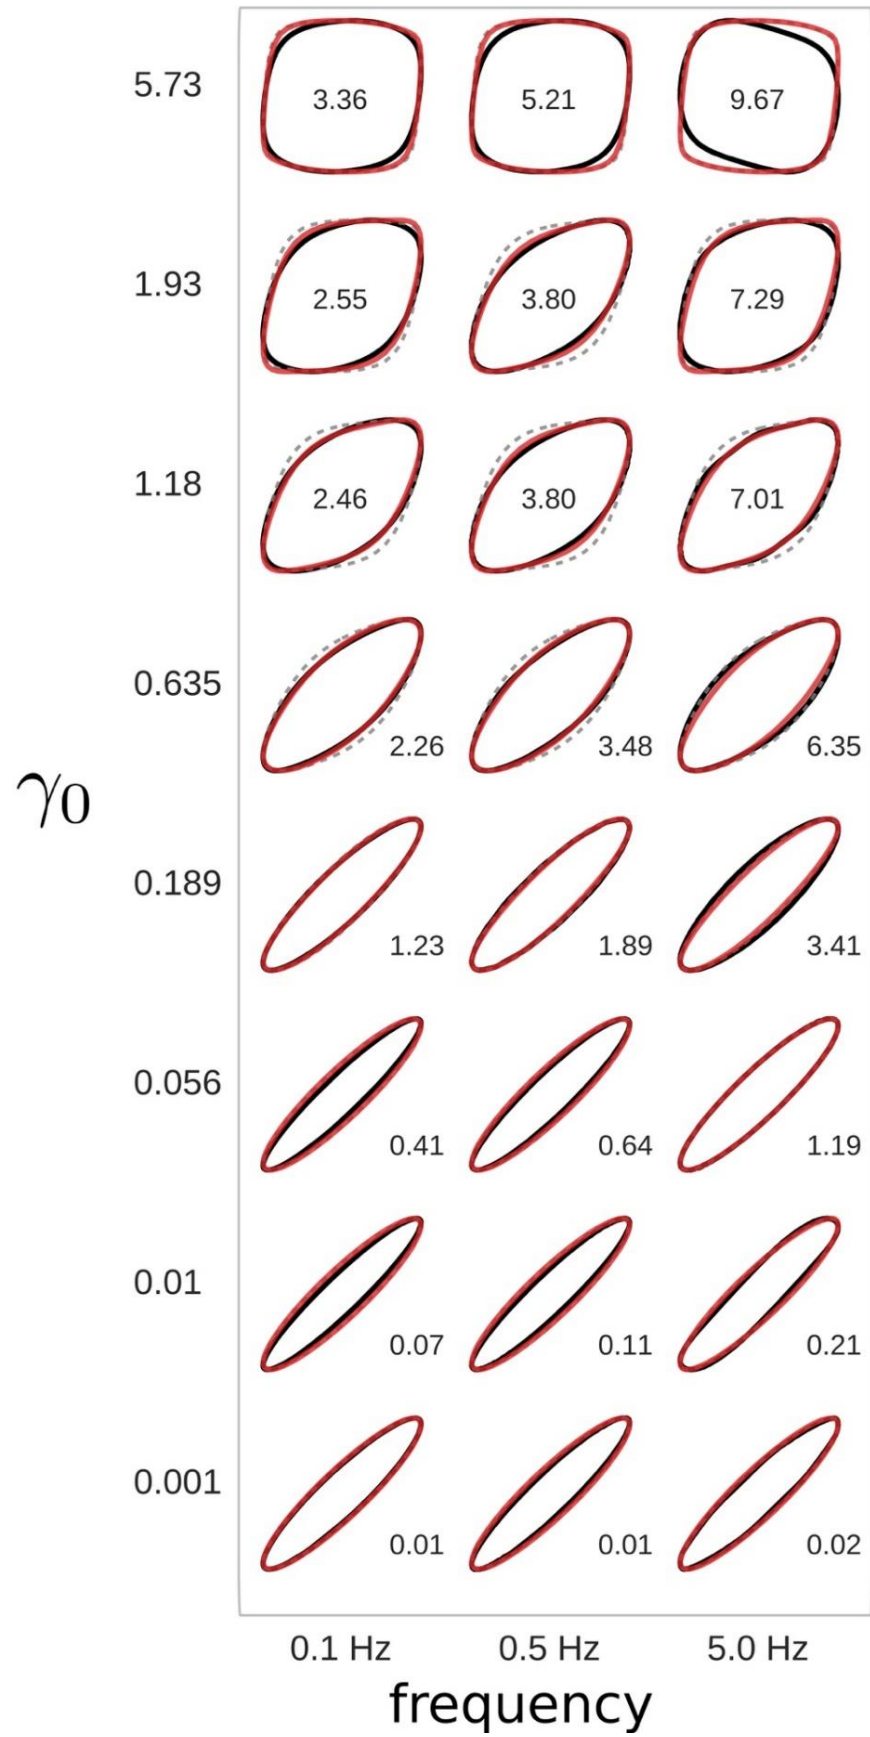 5.73 3.36 5.21 9.67
1.93 2.55 3.80 7.29
1.18 2.46 3.80 7.01
0.635 2.26 3.48 6.35
γ0
0.189 1.23 1.89 3.41
0.056 0.41 0.64 1.19
0.01 0.07 0.11 0.21
0.001 0.01 0.01 0.02
0.1 Hz 0.5 Hz 5.0 Hz
frequency